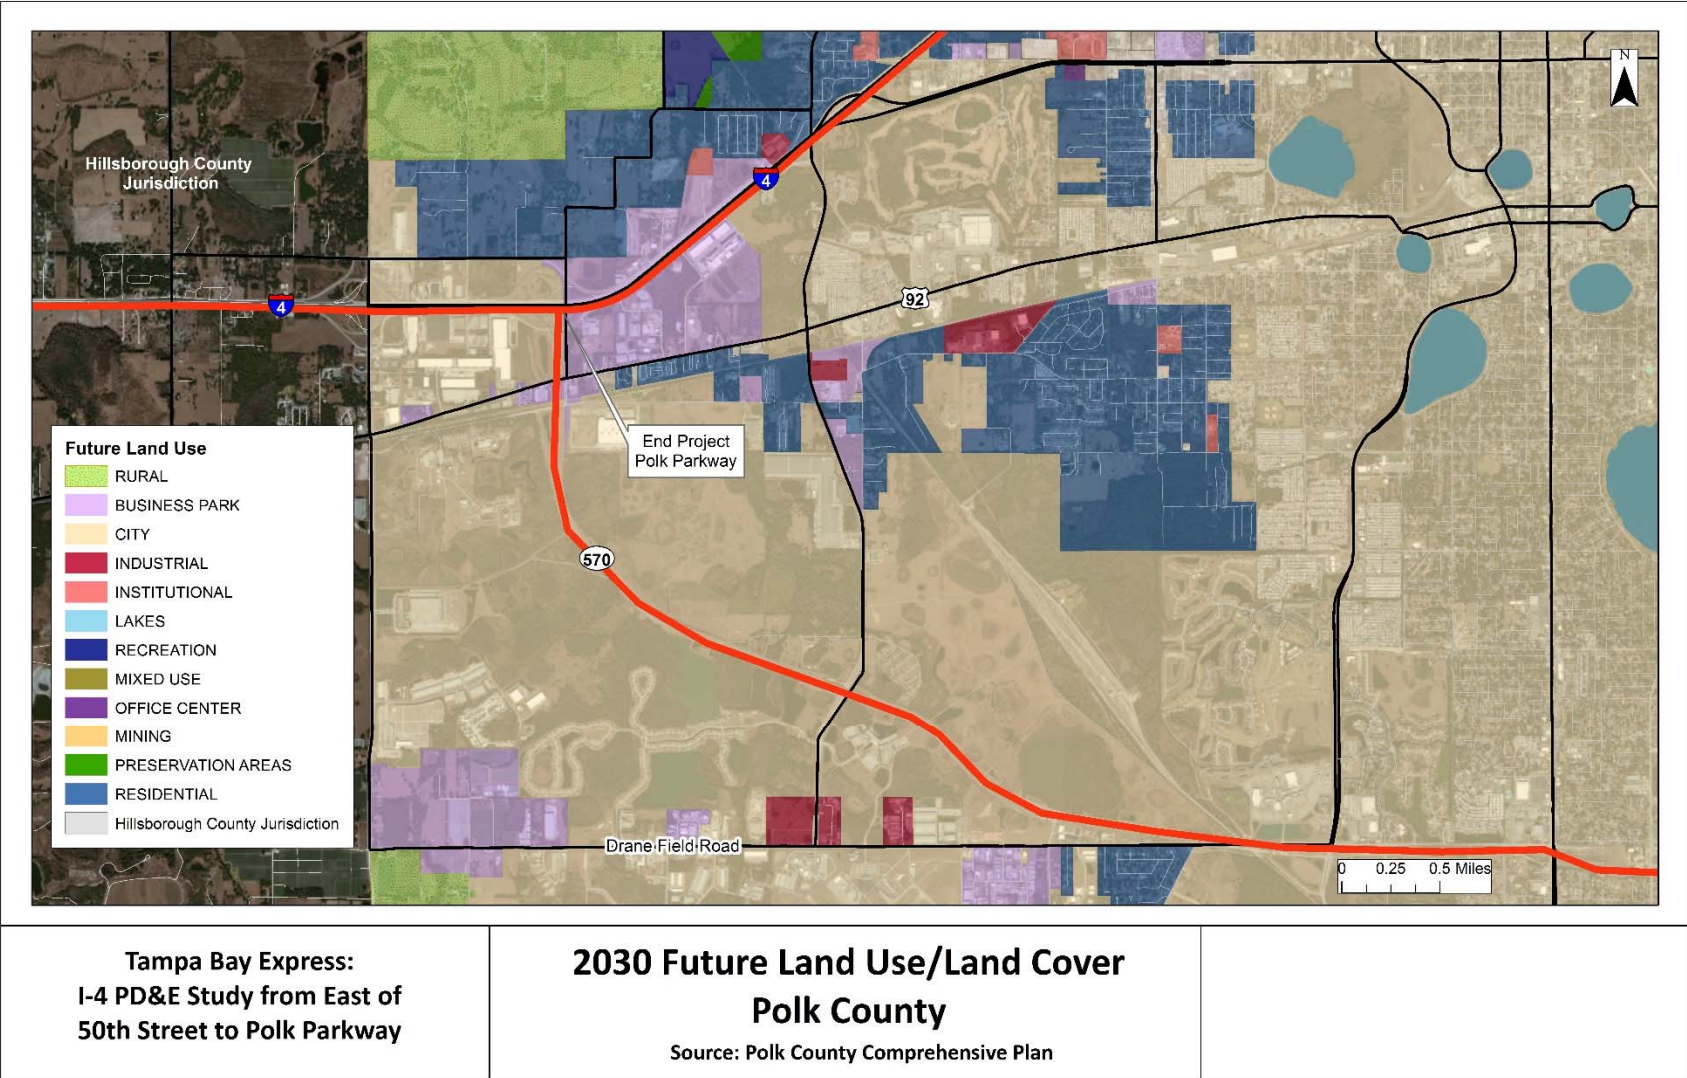 N
Hillsborough County
Jurisdiction
4
4
92
End Project
Polk Parkway
570
Future Land Use
RURAL
BUSINESS PARK
CITY
INDUSTRIAL
INSTITUTIONAL
LAKES
RECREATION
MIXED USE
OFFICE CENTER
MINING
PRESERVATION AREAS
RESIDENTIAL
Hillsborough County Jurisdiction
Drane Field Road
0 0.25 0.5 Miles
Tampa Bay Express:
I-4 PD&E Study from East of
50th Street to Polk Parkway
2030 Future Land Use/Land Cover
Polk County
Source: Polk County Comprehensive Plan